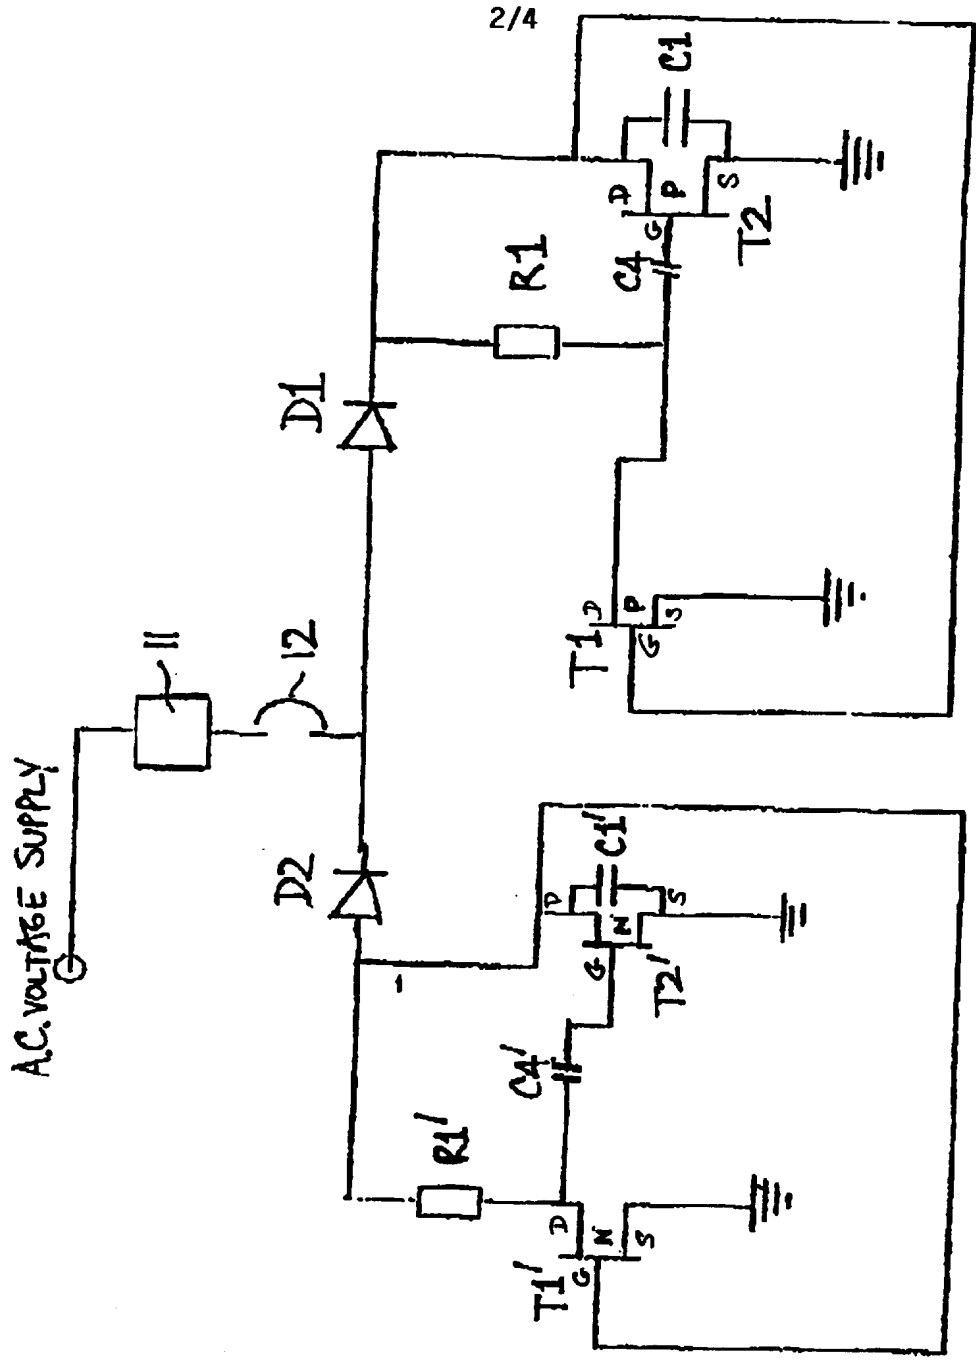 2/4
A.C. VOLTAGE SUPPLY
11
12
D2
D1
R1
C1
D
P
G
S
C4
T2
T1
D
P
G
S
R1'
C4'
C1'
D
N
G
S
T2'
T1'
D
N
G
S